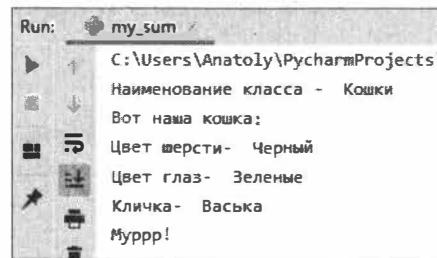 Run: my_sum
C:\Users\Anatoly\PycharmProjects
Наименование класса - Кошки
Вот наша кошка:
Цвет шерсти- Черный
Цвет глаз- Зеленые
Кличка- Васька
Муррр!